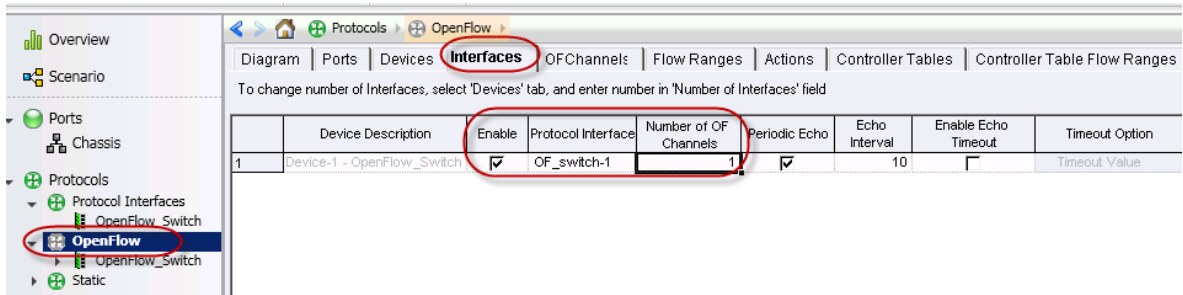 Overview
Scenario
Ports
Chassis
Protocols
Protocol Interfaces
OpenFlow_Switch
OpenFlow
OpenFlow_Switch
Static
Protocols OpenFlow
Diagram Ports Devices Interfaces OFChannels Flow Ranges Actions Controller Tables Controller Table Flow Ranges
To change number of Interfaces, select 'Devices' tab, and enter number in 'Number of Interfaces' field
Device Description Enable Protocol Interface Number of OF Channels Periodic Echo Echo Interval Enable Echo Timeout Timeout Option
1 Device-1 - OpenFlow_Switch OF_switch-1 1 10 Timeout Value